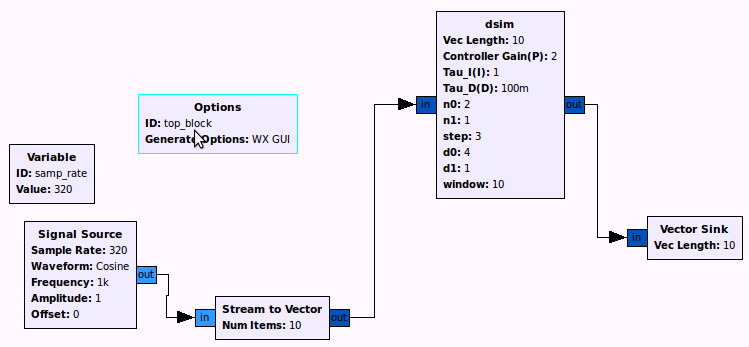 Options
ID: top_block
Generate Options: WX GUI
Variable
ID: samp_rate
Value: 320
Signal Source
Sample Rate: 320
Waveform: Cosine
Frequency: 1k
Amplitude: 1
Offset: 0
out
in
Stream to Vector
Num Items: 10
out
in
dsim
Vec Length: 10
Controller Gain(P): 2
Tau_I(I): 1
Tau_D(D): 100m
n0: 2
n1: 1
step: 3
d0: 4
d1: 1
window: 10
out
in
Vector Sink
Vec Length: 10